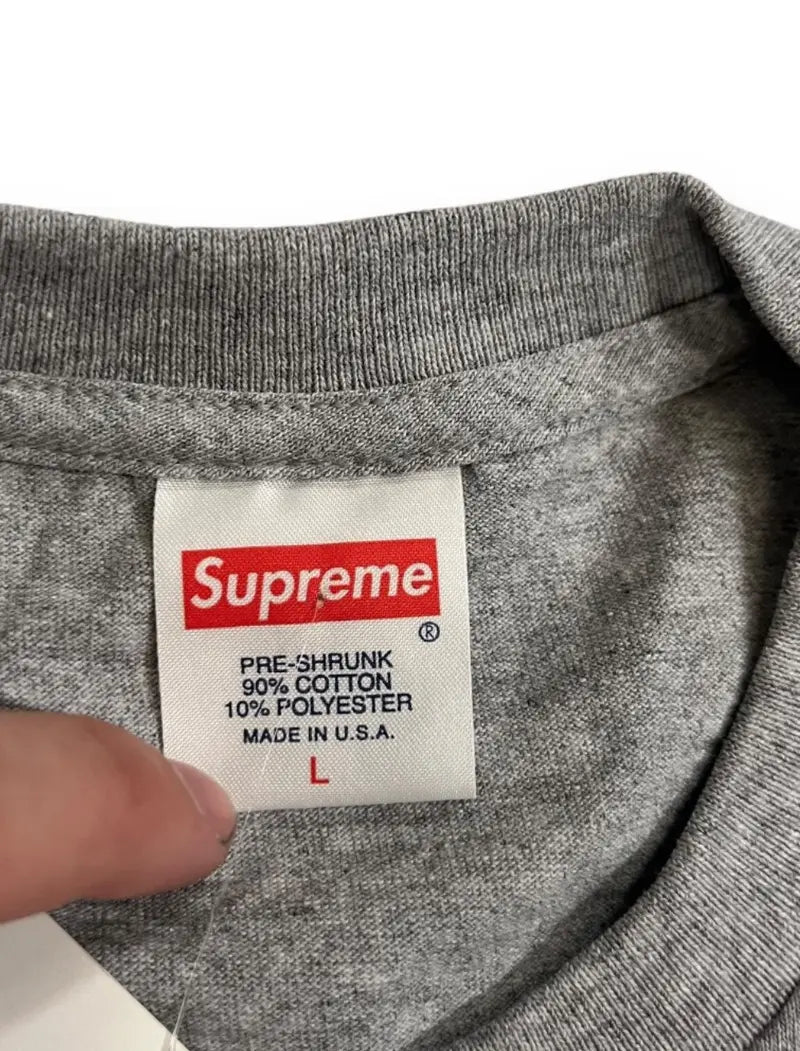 Supreme
®
PRE-SHRUNK
90% COTTON
10% POLYESTER
MADE IN U.S.A.
L